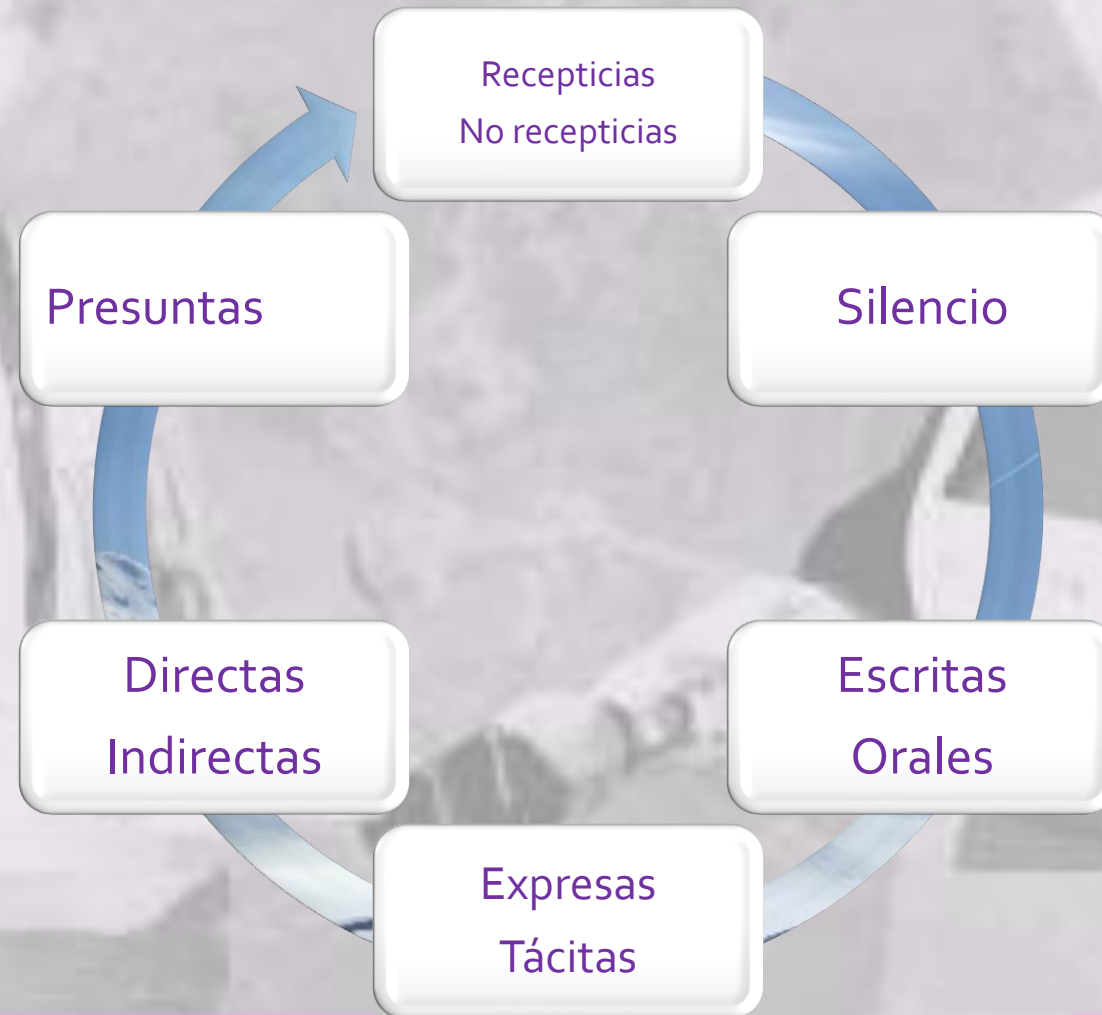 Recepticias
No recepticias
Silencio
Escritas
Orales
Expresas
Tácitas
Directas
Indirectas
Presuntas